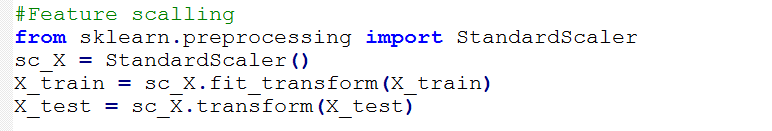 #Feature scalling
from sklearn.preprocessing import StandardScaler
sc_X = StandardScaler()
X_train = sc_X.fit_transform(X_train)
X_test = sc_X.transform(X_test)